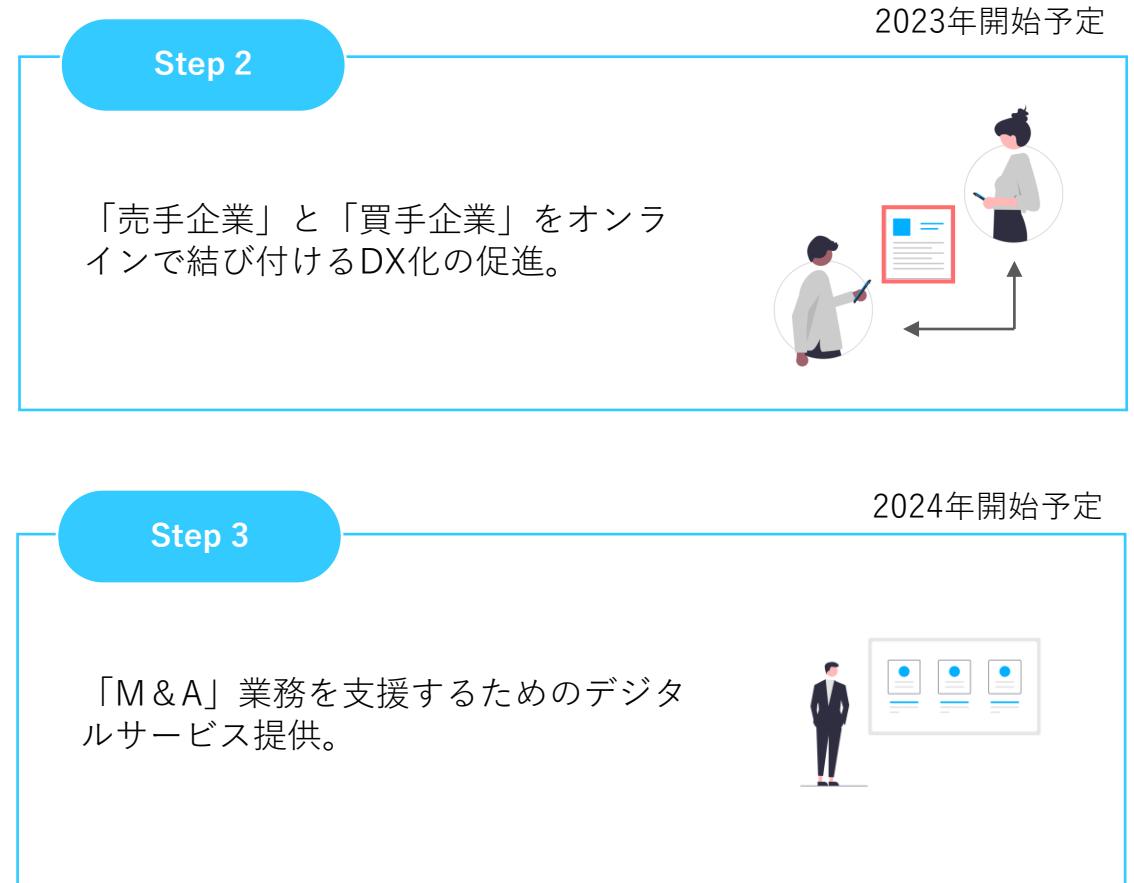 2023年開始予定
Step 2
「売手企業」と「買手企業」をオンラ
インで結び付けるDX化の促進。
2024年開始予定
Step 3
「M＆A」業務を支援するためのデジタ
ルサービス提供。